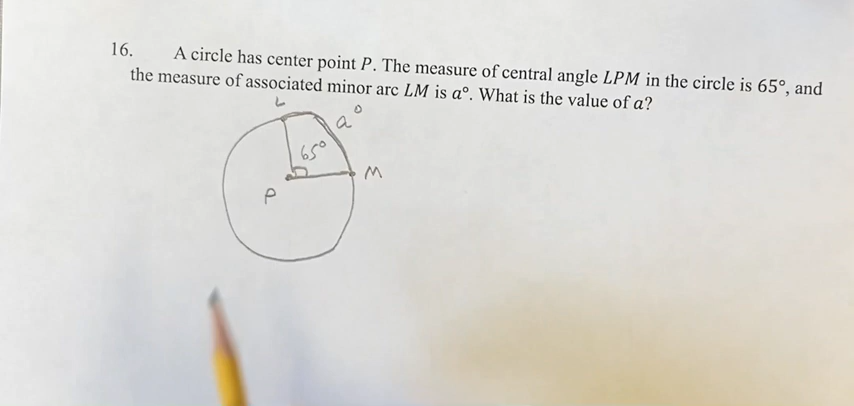 16. A circle has center point P. The measure of central angle LPM in the circle is 65°, and
the measure of associated minor arc LM is a°. What is the value of a?
L
a°
65°
M
P